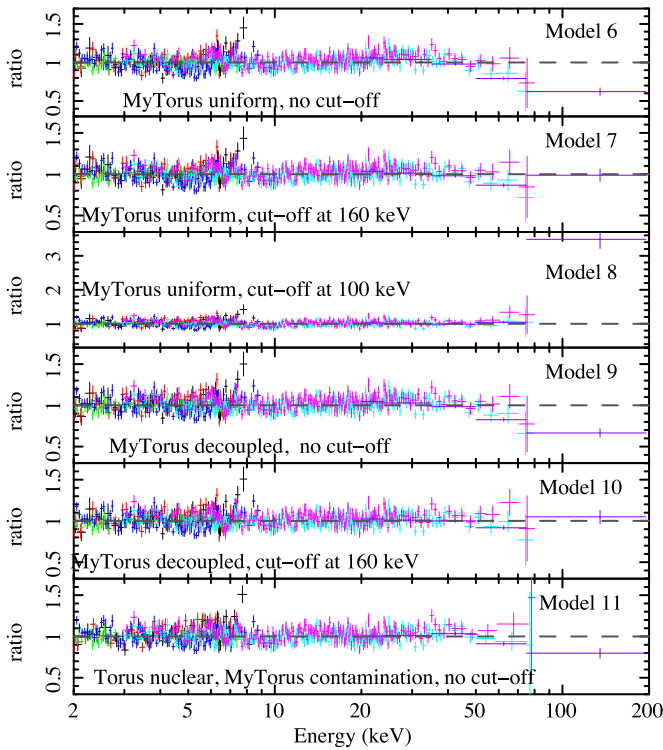 1.5
Model 6
1
ratio
0.5
MyTorus uniform, no cut−off
1.5
Model 7
1
ratio
0.5
MyTorus uniform, cut−off at 160 keV
3
MyTorus uniform, cut−off at 100 keV
Model 8
2
ratio
1
1.5
Model 9
1
ratio
0.5
MyTorus decoupled, no cut−off
1.5
Model 10
1
ratio
0.5
MyTorus decoupled, cut−off at 160 keV
1.5
Model 11
1
ratio
0.5
Torus nuclear, MyTorus contamination, no cut−off
2 5 10 20 50 100 200
Energy (keV)